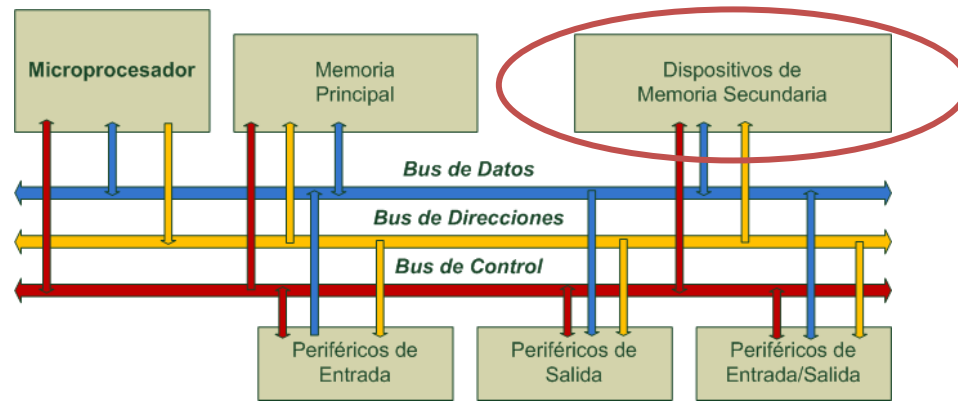 Microprocesador
Memoria
Principal
Dispositivos de
Memoria Secundaria
Bus de Datos
Bus de Direcciones
Bus de Control
Periféricos de
Entrada
Periféricos de
Salida
Periféricos de
Entrada/Salida